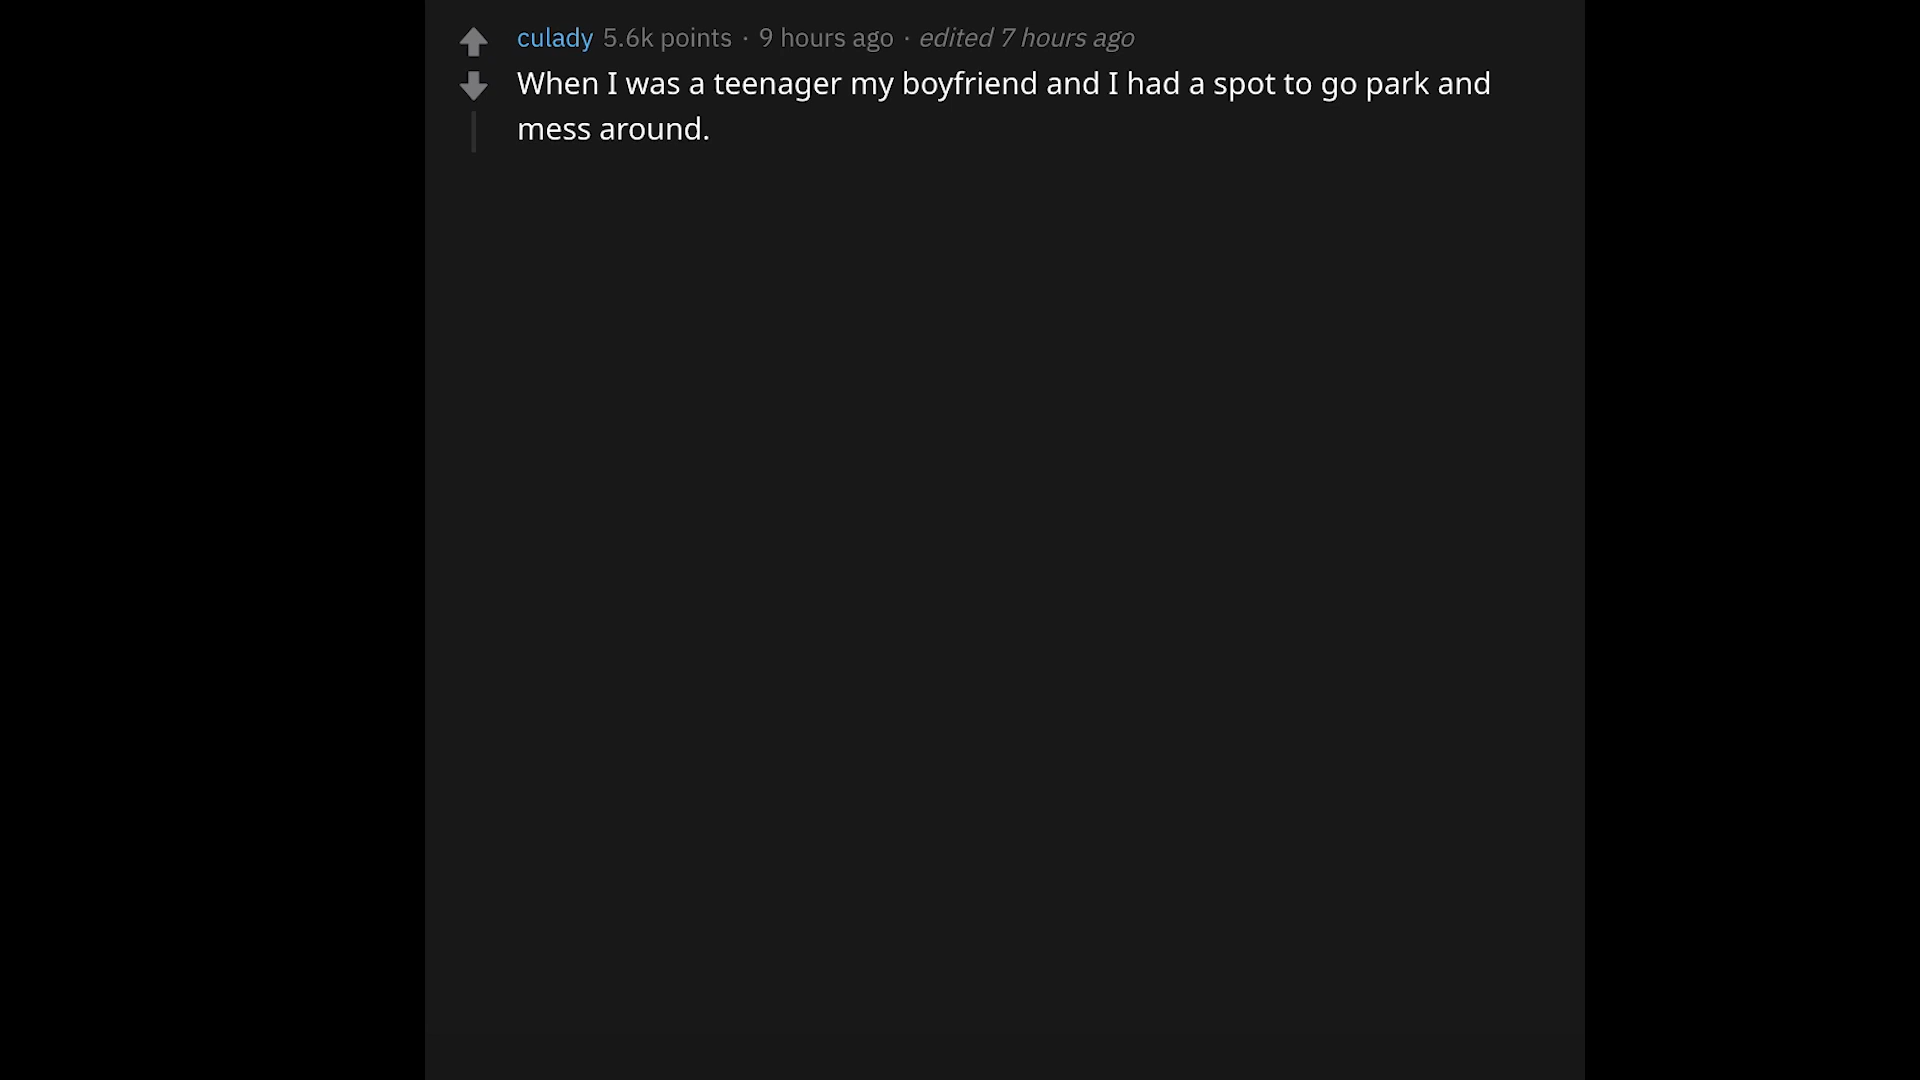 culady 5.6k points · 9 hours ago · edited 7 hours ago
When I was a teenager my boyfriend and I had a spot to go park and
mess around.